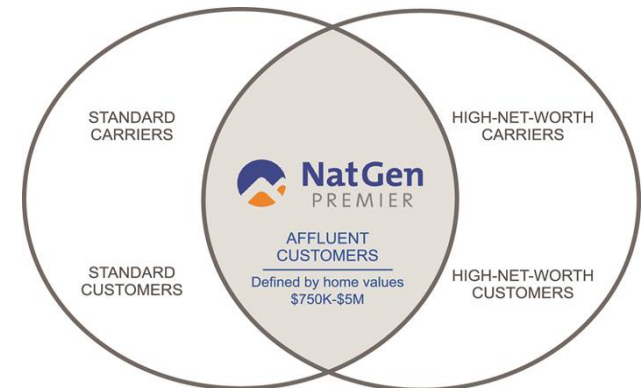 STANDARD
CARRIERS
HIGH-NET-WORTH
CARRIERS
NatGen
PREMIER
AFFLUENT
CUSTOMERS
Defined by home values
$750K-$5M
STANDARD
CUSTOMERS
HIGH-NET-WORTH
CUSTOMERS